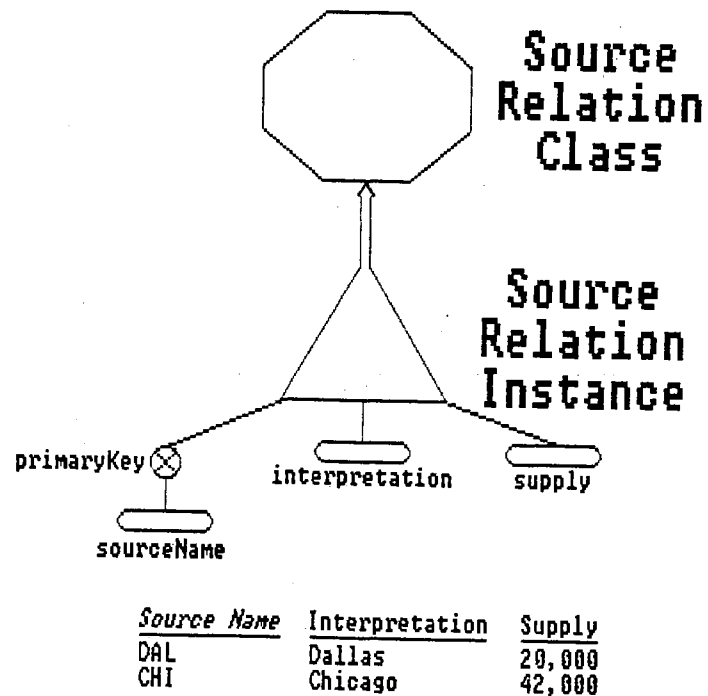 Source
Relation
Class
Source
Relation
Instance
primaryKey
interpretation
supply
sourceName
Source Name Interpretation Supply
DAL Dallas 20,000
CHI Chicago 42,000